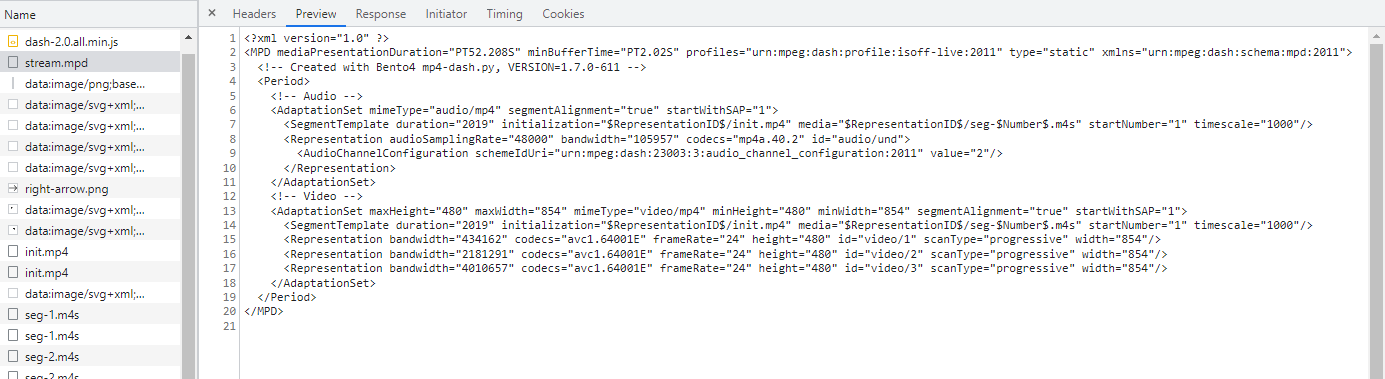 Name
dash-2.0.all.min.js
stream.mpd
data:image/png;base...
data:image/svg+xml;...
data:image/svg+xml;...
data:image/svg+xml;...
data:image/svg+xml;...
right-arrow.png
data:image/svg+xml;...
data:image/svg+xml;...
init.mp4
init.mp4
data:image/svg+xml;...
seg-1.m4s
seg-1.m4s
seg-2.m4s
seg-2.m4s
× Headers Preview Response Initiator Timing Cookies
1 <?xml version="1.0" ?>
2 <MPD mediaPresentationDuration="PT52.208S" minBufferTime="PT2.02S" profiles="urn:mpeg:dash:profile:isoff-live:2011" type="static" xmlns="urn:mpeg:dash:schema:mpd:2011">
3 <!-- Created with Bento4 mp4-dash.py, VERSION=1.7.0-611 -->
4 <Period>
5 <!-- Audio -->
6 <AdaptationSet mimeType="audio/mp4" segmentAlignment="true" startWithSAP="1">
7 <SegmentTemplate duration="2019" initialization="$RepresentationID$/init.mp4" media="$RepresentationID$/seg-$Number$.m4s" startNumber="1" timescale="1000"/>
8 <Representation audioSamplingRate="48000" bandwidth="105957" codecs="mp4a.40.2" id="audio/und">
9 <AudioChannelConfiguration schemeIdUri="urn:mpeg:dash:23003:3:audio_channel_configuration:2011" value="2"/>
10 </Representation>
11 </AdaptationSet>
12 <!-- Video -->
13 <AdaptationSet maxHeight="480" maxWidth="854" mimeType="video/mp4" minHeight="480" minWidth="854" segmentAlignment="true" startWithSAP="1">
14 <SegmentTemplate duration="2019" initialization="$RepresentationID$/init.mp4" media="$RepresentationID$/seg-$Number$.m4s" startNumber="1" timescale="1000"/>
15 <Representation bandwidth="434162" codecs="avc1.64001E" frameRate="24" height="480" id="video/1" scanType="progressive" width="854"/>
16 <Representation bandwidth="2181291" codecs="avc1.64001E" frameRate="24" height="480" id="video/2" scanType="progressive" width="854"/>
17 <Representation bandwidth="4010657" codecs="avc1.64001E" frameRate="24" height="480" id="video/3" scanType="progressive" width="854"/>
18 </AdaptationSet>
19 </Period>
20 </MPD>
21